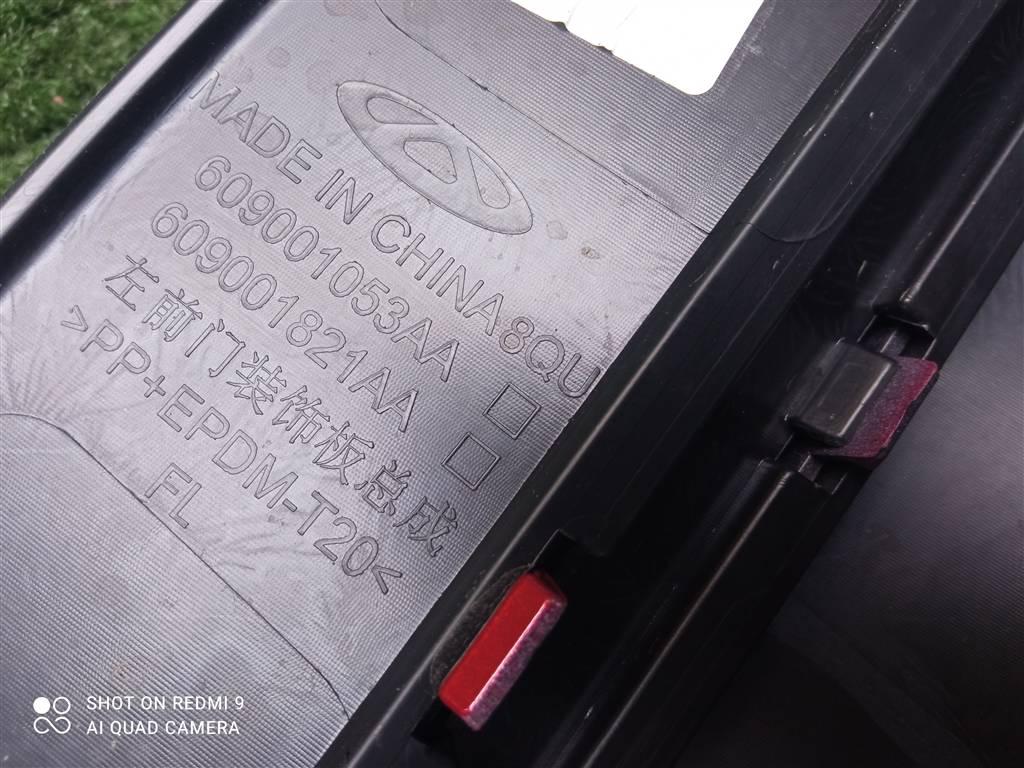 MADE IN CHINA 8QU
609001053AA
609001821AA
左前门装饰板总成
>PP+EPDM-T20<
FL
SHOT ON REDMI 9
AI QUAD CAMERA